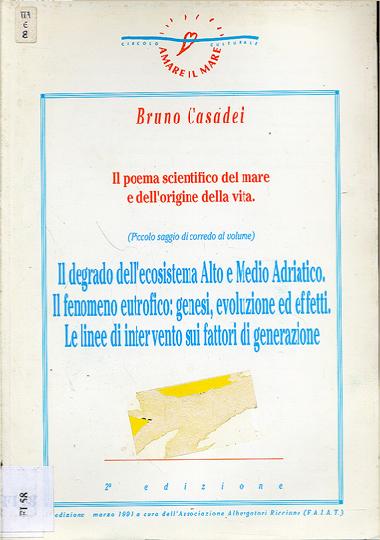 III
C
8
CIRCOLO CULTURALE
AMARE IL MARE
Bruno Casadei
Il poema scientifico del mare
e dell'origine della vita.
(Piccolo saggio di corredo al volume)
Il degrado dell'ecosistema Alto e Medio Adriatico.
Il fenomeno eutrofico: genesi, evoluzione ed effetti.
Le linee di intervento sui fattori di generazione
2ª edizione
edizione marzo 1991 a cura dell'Associazione Albergatori Riccione (F.A.I.A.T.)